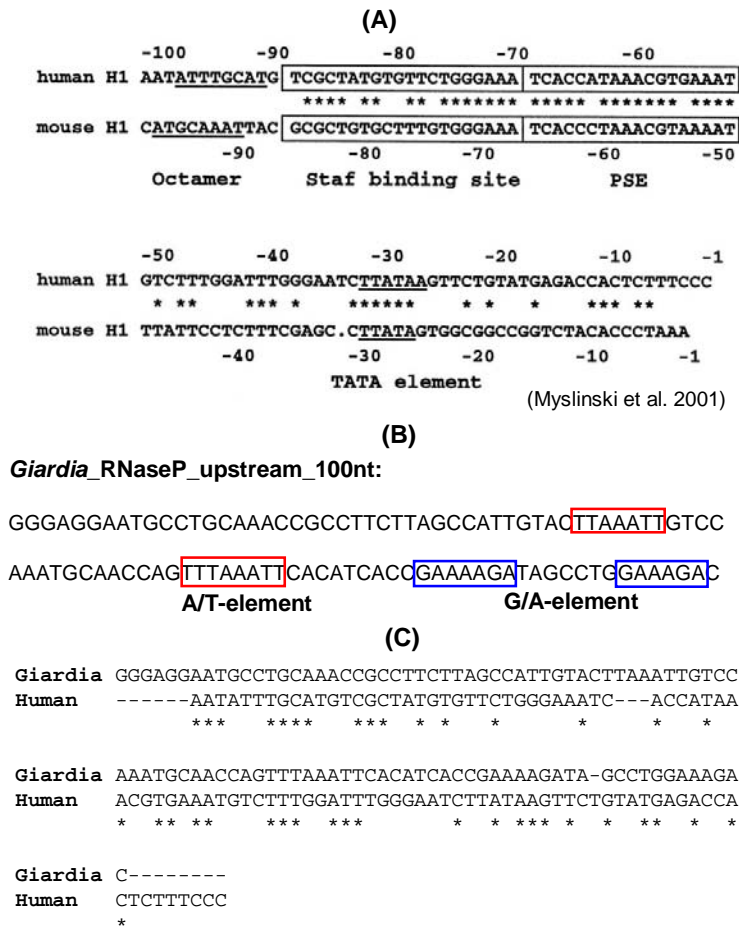 (A)
-100 -90 -80 -70 -60
human H1 AATATTTGCATG TCGCTATGTGTTCTGGGAAA TCACCATAAACGTGAAAT
**** ** ** ******* ***** ******* ****
mouse H1 CATGCAAATTAC GCGCTGTGCTTTGTGGGAAA TCACCCTAAACGTAAAAT
-90 -80 -70 -60 -50
Octamer Staf binding site PSE
-50 -40 -30 -20 -10 -1
human H1 GTCTTTGGATTTGGGAATCTTATAAGTTCTGTATGAGACCACTCTTTCCC
* ** *** * ****** * * * *** **
mouse H1 TTATTCCTCTTTCGAGC.CTTATAGTGGCGGCCGGTCTACACCCTAAA
-40 -30 -20 -10 -1
TATA element
(Myslinski et al. 2001)
(B)
Giardia_RNaseP_upstream_100nt:
GGGAGGAATGCCTGCAAACCGCCTTCTTAGCCATTGTACTTAAATTGTCC
AAATGCAACCAGTTTAAATTCACATCACCGAAAAGATAGCCTGGAAAGAC
A/T-element G/A-element
(C)
Giardia GGGAGGAATGCCTGCAAACCGCCTTCTTAGCCATTGTACTTAAATTGTCC
Human ------AATATTTGCATGTCGCTATGTGTTCTGGGAAATC---ACCATAA
*** **** *** * * * * * *
Giardia AAATGCAACCAGTTTAAATTCACATCACCGAAAAGATA-GCCTGGAAAGA
Human ACGTGAAATGTCTTTGGATTTGGGAATCTTATAAGTTCTGTATGAGACCA
* ** ** *** *** * * *** * * ** * *
Giardia C--------
Human CTCTTTCCC
*